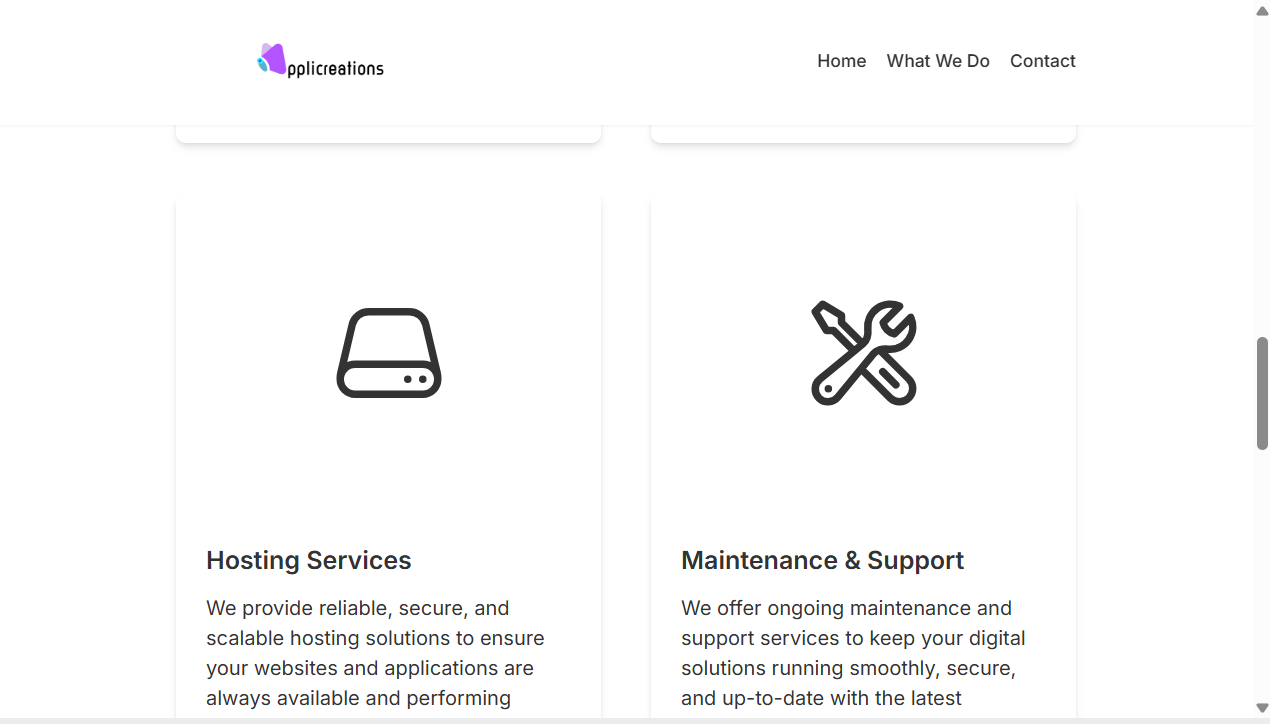 pplicreations
Home What We Do Contact
Hosting Services
We provide reliable, secure, and
scalable hosting solutions to ensure
your websites and applications are
always available and performing
Maintenance & Support
We offer ongoing maintenance and
support services to keep your digital
solutions running smoothly, secure,
and up-to-date with the latest